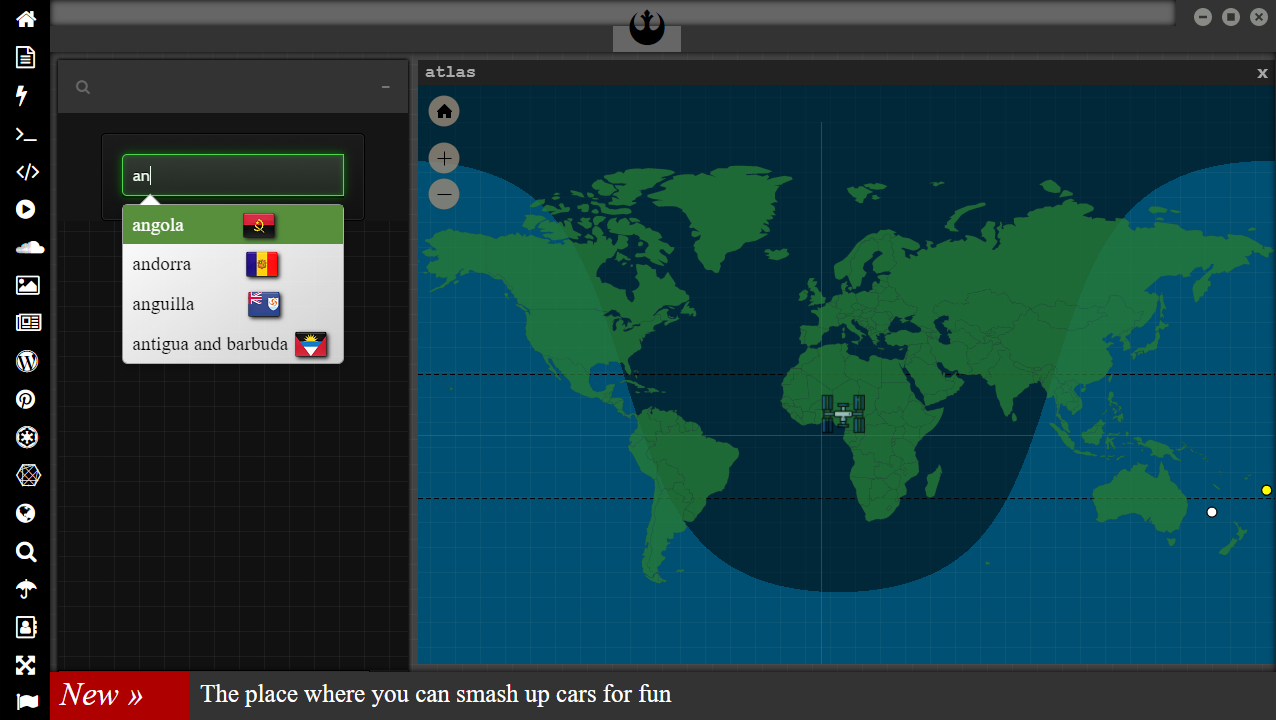 atlas
x
an
angola
andorra
anguilla
antigua and barbuda
New »
The place where you can smash up cars for fun